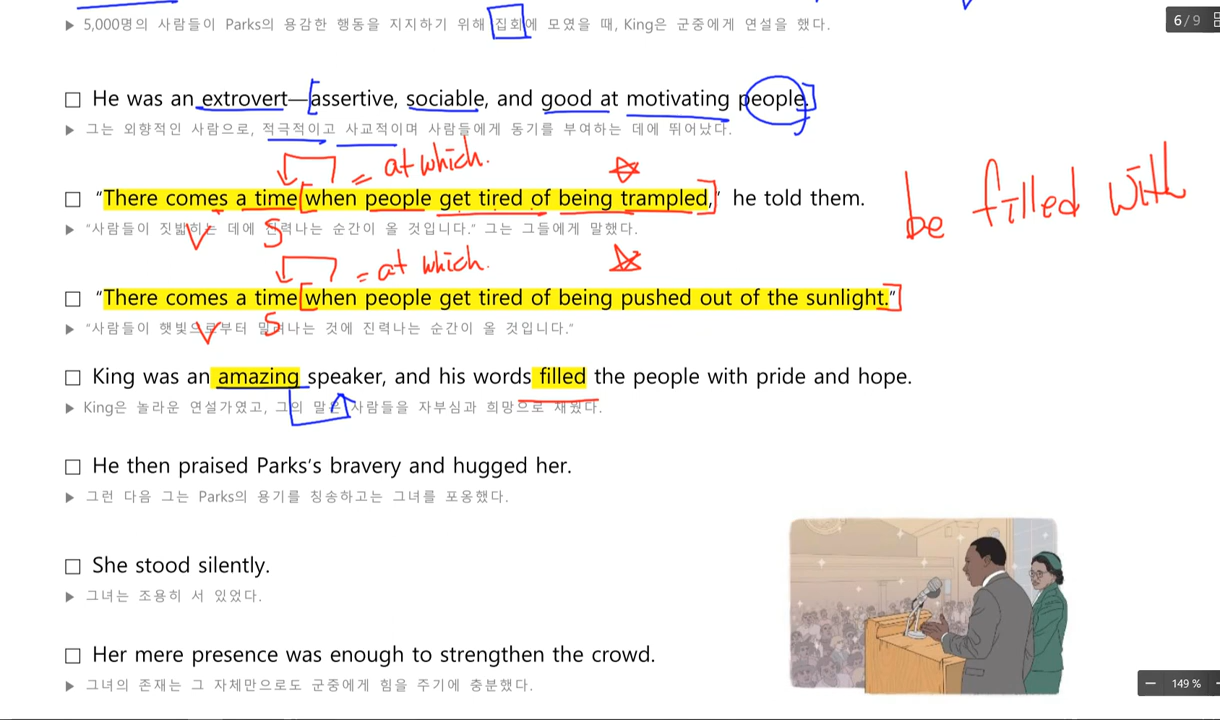 ▶ 5,000명의 사람들이 Parks의 용감한 행동을 지지하기 위해 집회에 모였을 때, King은 군중에게 연설을 했다.
6 / 9
□ He was an extrovert—[assertive, sociable, and good at motivating people.]
▶ 그는 외향적인 사람으로, 적극적이고 사교적이며 사람들에게 동기를 부여하는 데에 뛰어났다.
= at which.
□ “There comes a time [when people get tired of being trampled,]” he told them.
be filled with
▶ “사람들이 짓밟히는 데에 진력나는 순간이 올 것입니다.” 그는 그들에게 말했다.
V S
= at which.
□ “There comes a time [when people get tired of being pushed out of the sunlight.”]
▶ “사람들이 햇빛으로부터 밀려나는 것에 진력나는 순간이 올 것입니다.”
V S
□ King was an amazing speaker, and his words filled the people with pride and hope.
▶ King은 놀라운 연설가였고, 그의 말은 사람들을 자부심과 희망으로 채웠다.
□ He then praised Parks’s bravery and hugged her.
▶ 그런 다음 그는 Parks의 용기를 칭송하고는 그녀를 포옹했다.
□ She stood silently.
▶ 그녀는 조용히 서 있었다.
□ Her mere presence was enough to strengthen the crowd.
▶ 그녀의 존재는 그 자체만으로도 군중에게 힘을 주기에 충분했다.
149 %